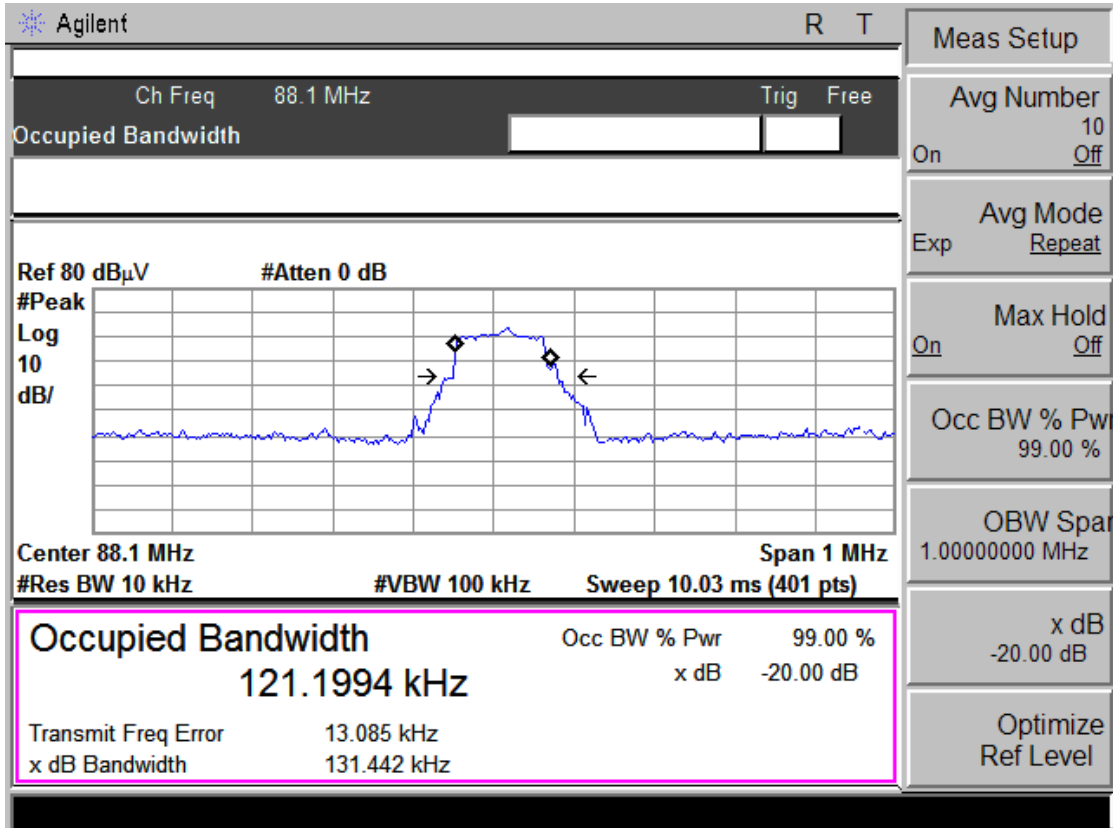 Agilent R T
Ch Freq 88.1 MHz Trig Free
Occupied Bandwidth
Ref 80 dBµV #Atten 0 dB
#Peak
Log
10
dB/
Center 88.1 MHz Span 1 MHz
#Res BW 10 kHz #VBW 100 kHz Sweep 10.03 ms (401 pts)
Occupied Bandwidth Occ BW % Pwr 99.00 %
121.1994 kHz x dB -20.00 dB
Transmit Freq Error 13.085 kHz
x dB Bandwidth 131.442 kHz
Meas Setup
Avg Number
10
On Off
Avg Mode
Exp Repeat
Max Hold
On Off
Occ BW % Pwr
99.00 %
OBW Span
1.00000000 MHz
x dB
-20.00 dB
Optimize
Ref Level